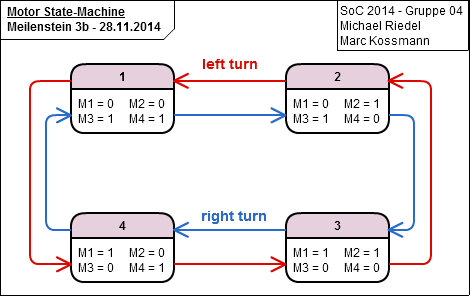 Motor State-Machine
Meilenstein 3b - 28.11.2014
SoC 2014 - Gruppe 04
Michael Riedel
Marc Kossmann
left turn
1
M1 = 0 M2 = 0
M3 = 1 M4 = 1
2
M1 = 0 M2 = 1
M3 = 1 M4 = 0
right turn
4
M1 = 1 M2 = 0
M3 = 0 M4 = 1
3
M1 = 1 M2 = 1
M3 = 0 M4 = 0